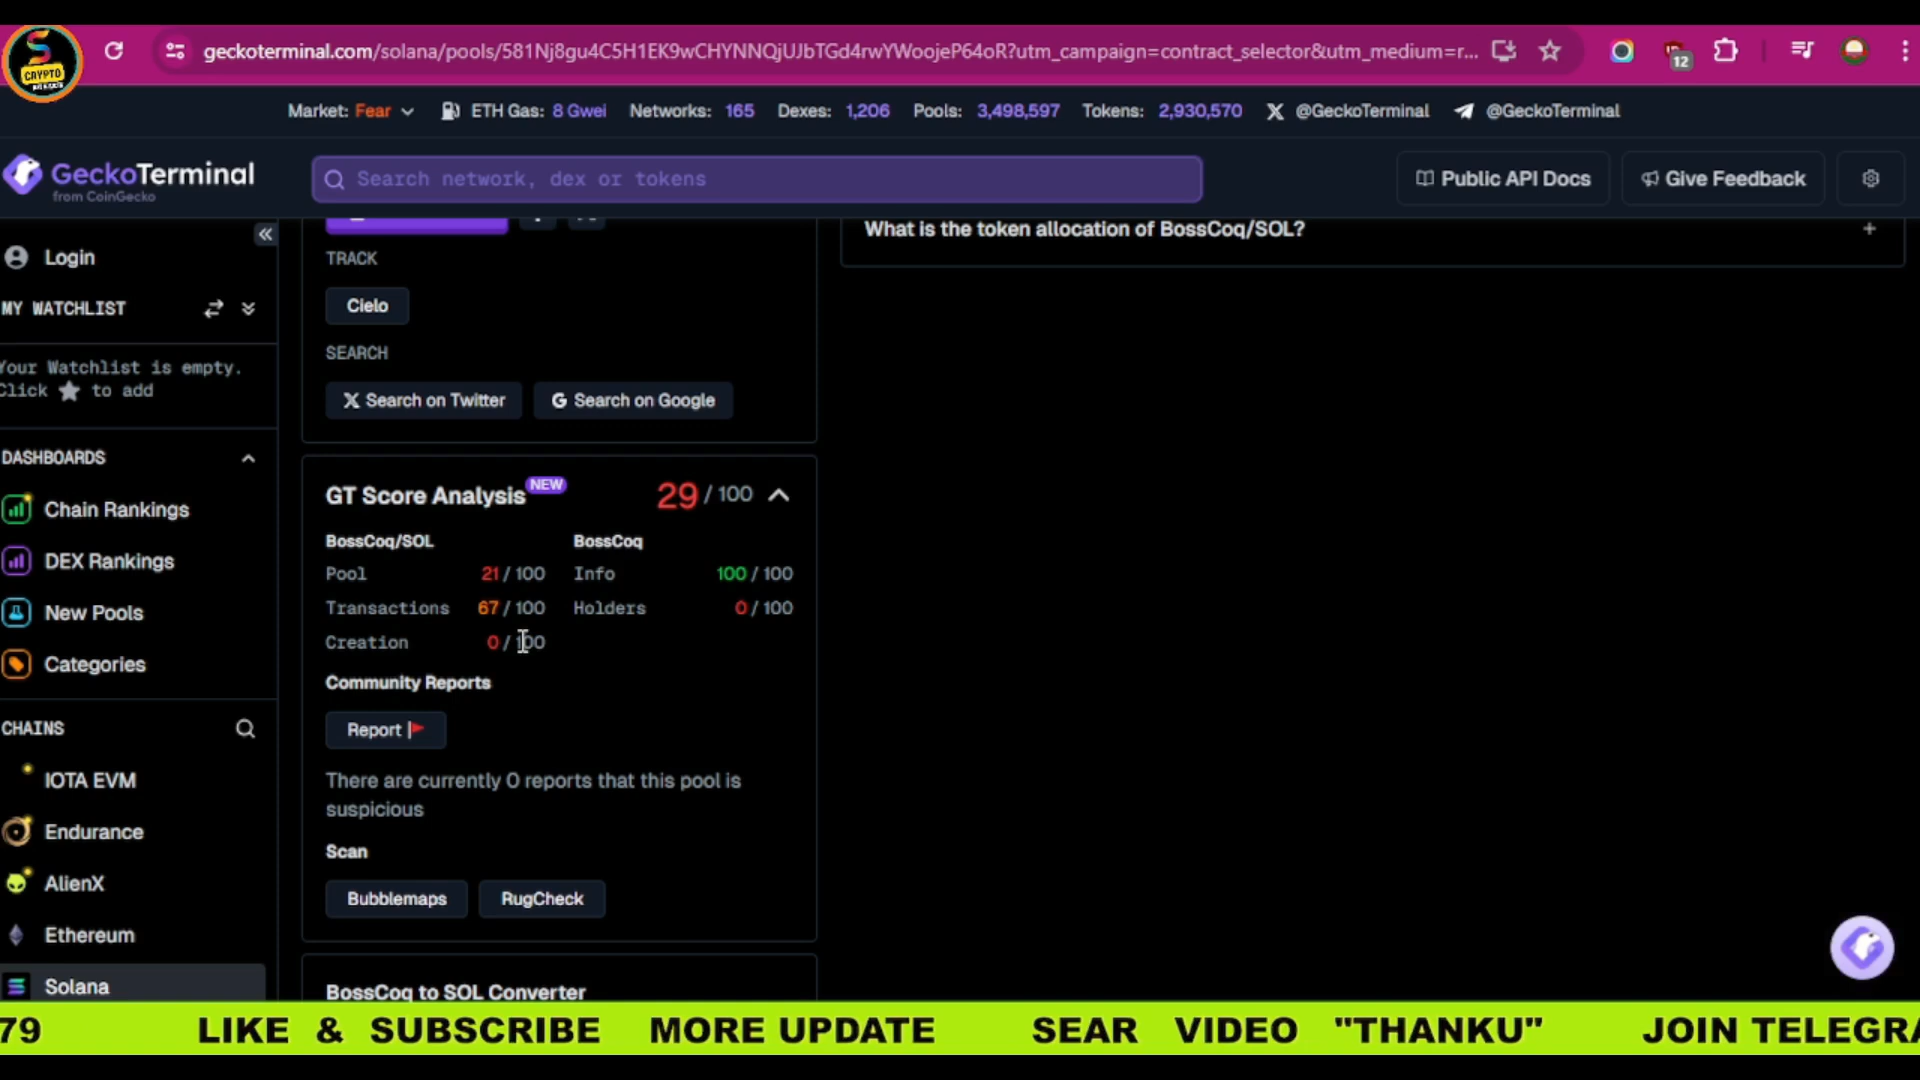 S
CRYPTO
geckoterminal.com/solana/pools/581Nj8gu4C5H1EK9wCHYNNQjUJbTGd4rwYWoojeP64oR?utm_campaign=contract_selector&utm_medium=r...
12
Market: Fear
ETH Gas: 8 Gwei
Networks: 165
Dexes: 1,206
Pools: 3,498,597
Tokens: 2,930,570
@GeckoTerminal
@GeckoTerminal
GeckoTerminal
from CoinGecko
Search network, dex or tokens
Public API Docs
Give Feedback
Login
MY WATCHLIST
Your Watchlist is empty.
Click to add
DASHBOARDS
Chain Rankings
DEX Rankings
New Pools
Categories
CHAINS
IOTA EVM
Endurance
AlienX
Ethereum
Solana
TRACK
Cielo
SEARCH
X Search on Twitter
G Search on Google
GT Score Analysis NEW 29 / 100
BossCoq/SOL BossCoq
Pool 21 / 100 Info 100 / 100
Transactions 67 / 100 Holders 0 / 100
Creation 0 / 100
Community Reports
Report
There are currently 0 reports that this pool is
suspicious
Scan
Bubblemaps
RugCheck
BossCoq to SOL Converter
What is the token allocation of BossCoq/SOL? +
79 LIKE & SUBSCRIBE MORE UPDATE SEAR VIDEO "THANKU" JOIN TELEGRA